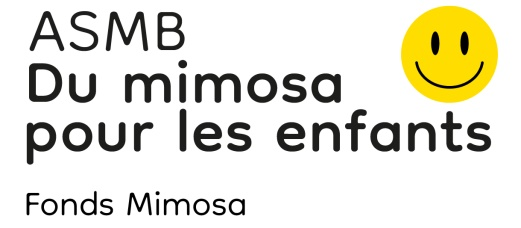 ASMB
Du mimosa
pour les enfants
Fonds Mimosa